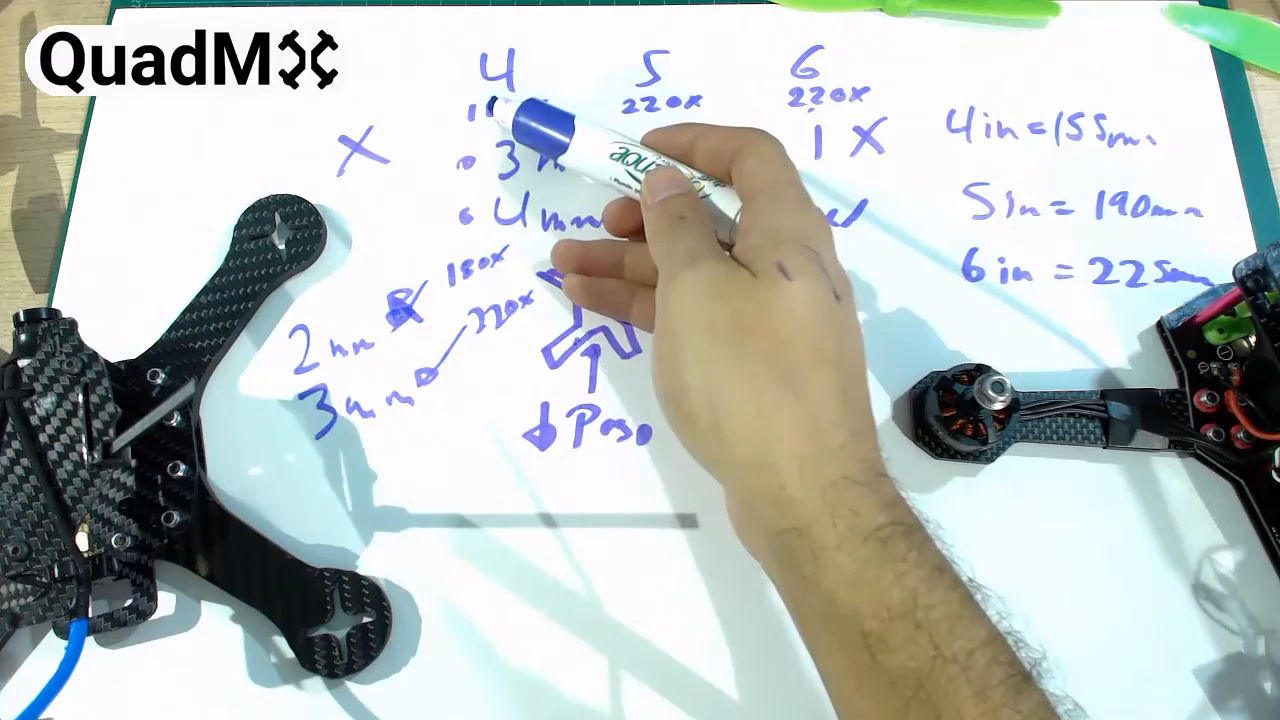 QuadMX
4 5 6
220x 220x
X 3 1 X
4mm
4in=155mm
5in= 190mm
6in = 225mm
2mm 180x
3mm 220x
↓ Peso